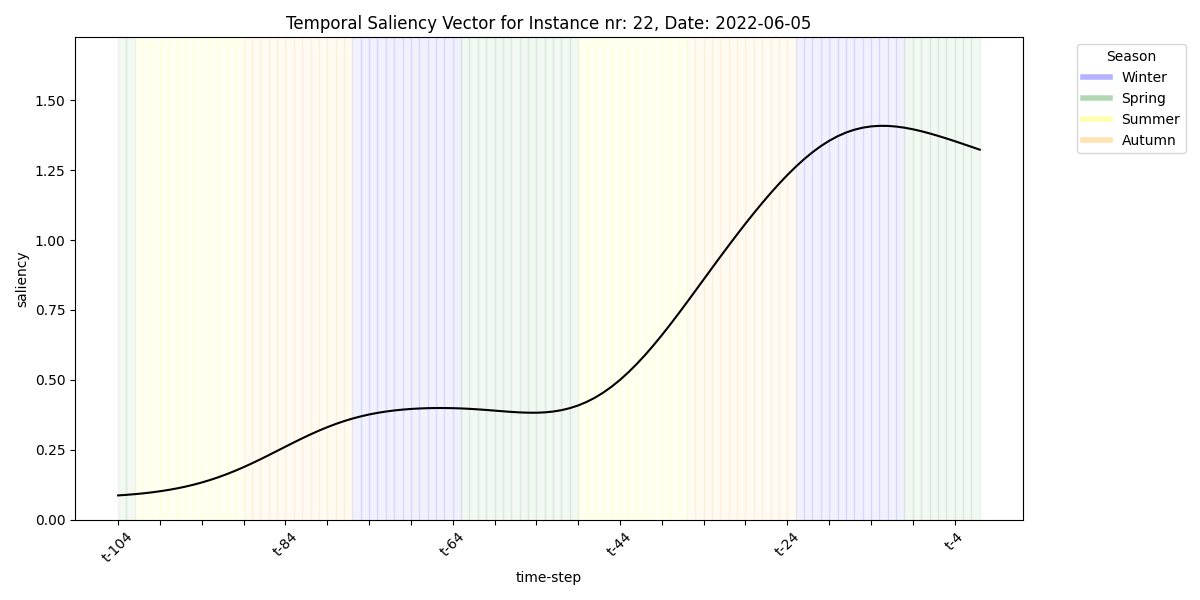 Temporal Saliency Vector for Instance nr: 22, Date: 2022-06-05
Season
Winter
Spring
Summer
Autumn
saliency
1.50
1.25
1.00
0.75
0.50
0.25
0.00
t-104
t-84
t-64
t-44
t-24
t-4
time-step